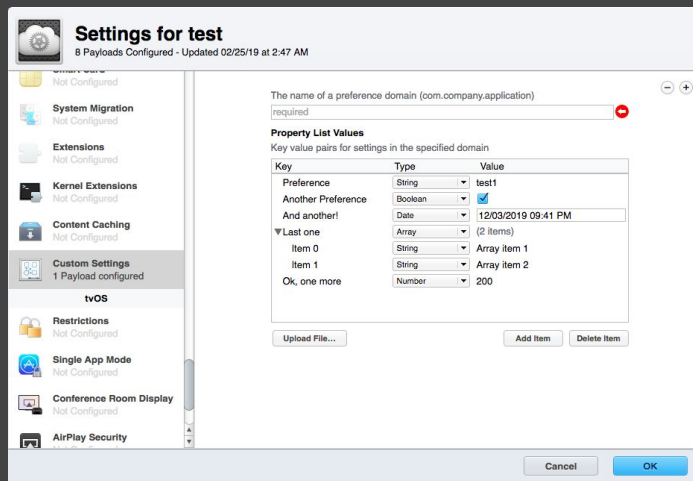 Settings for test
8 Payloads Configured - Updated 02/25/19 at 2:47 AM
Smart Card
Not Configured
System Migration
Not Configured
Extensions
Not Configured
Kernel Extensions
Not Configured
Content Caching
Not Configured
Custom Settings
1 Payload configured
tvOS
Restrictions
Not Configured
Single App Mode
Not Configured
Conference Room Display
Not Configured
AirPlay Security
The name of a preference domain (com.company.application)
required
Property List Values
Key value pairs for settings in the specified domain
Key Type Value
Preference String test1
Another Preference Boolean
And another! Date 12/03/2019 09:41 PM
Last one Array (2 items)
Item 0 String Array item 1
Item 1 String Array item 2
Ok, one more Number 200
Upload File... Add Item Delete Item
Cancel OK